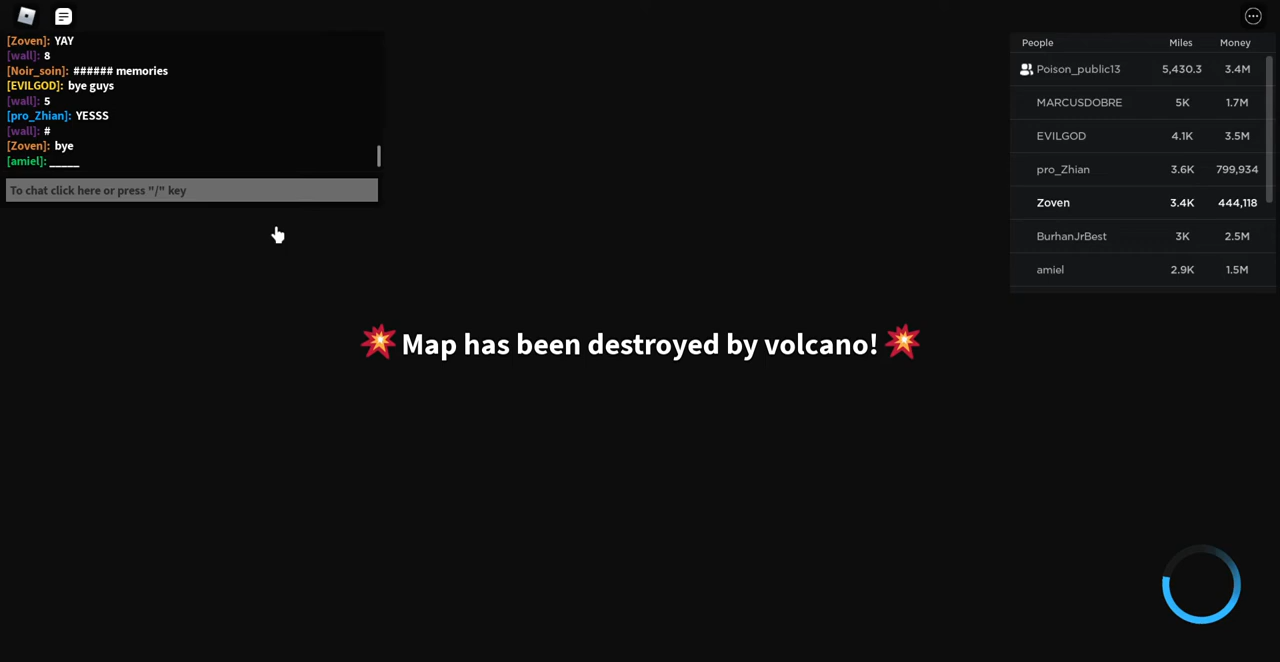 [Zoven]: YAY
[wall]: 8
[Noir_soin]: ###### memories
[EVILGOD]: bye guys
[wall]: 5
[pro_Zhian]: YESSS
[wall]: #
[Zoven]: bye
[amiel]: _____
To chat click here or press "/" key
People Miles Money
Poison_public13 5,430.3 3.4M
MARCUSDOBRE 5K 1.7M
EVILGOD 4.1K 3.5M
pro_Zhian 3.6K 799,934
Zoven 3.4K 444,118
BurhanJrBest 3K 2.5M
amiel 2.9K 1.5M
💥 Map has been destroyed by volcano! 💥